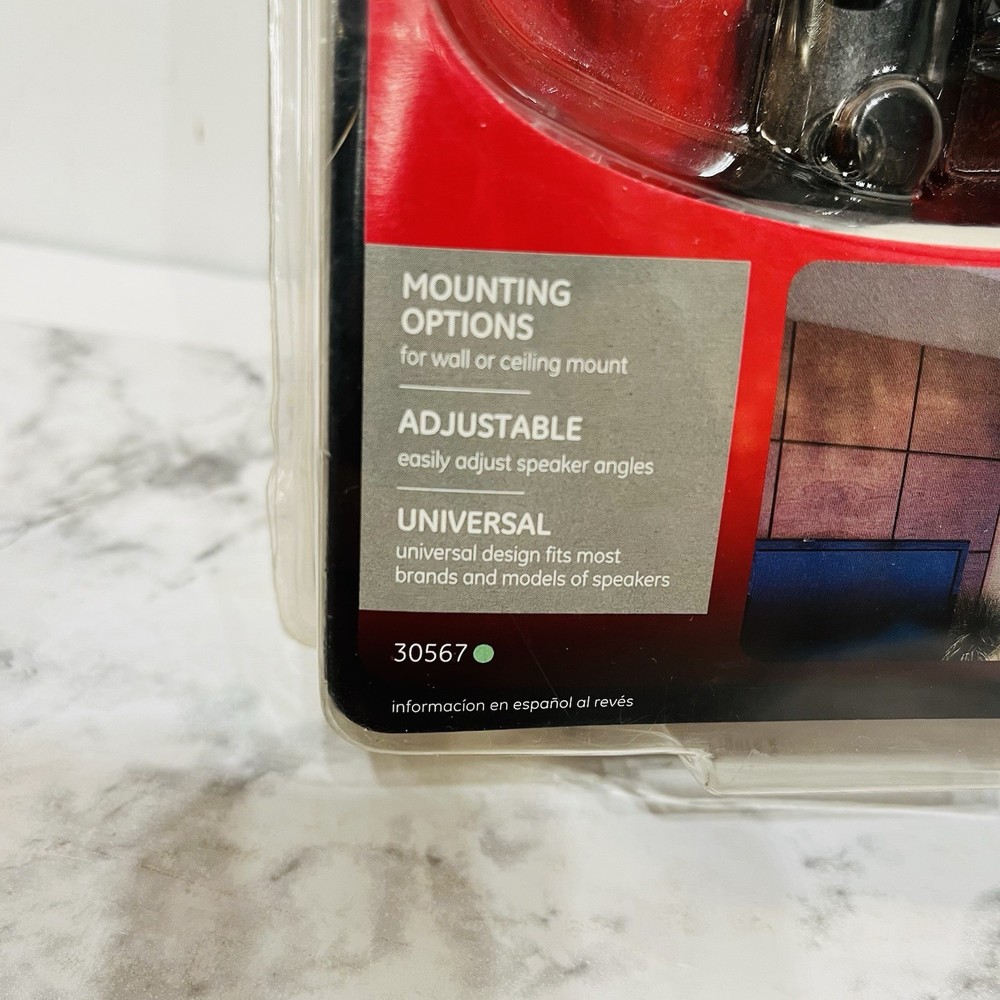 MOUNTING
OPTIONS
for wall or ceiling mount
ADJUSTABLE
easily adjust speaker angles
UNIVERSAL
universal design fits most
brands and models of speakers
30567
informacíon en español al revés